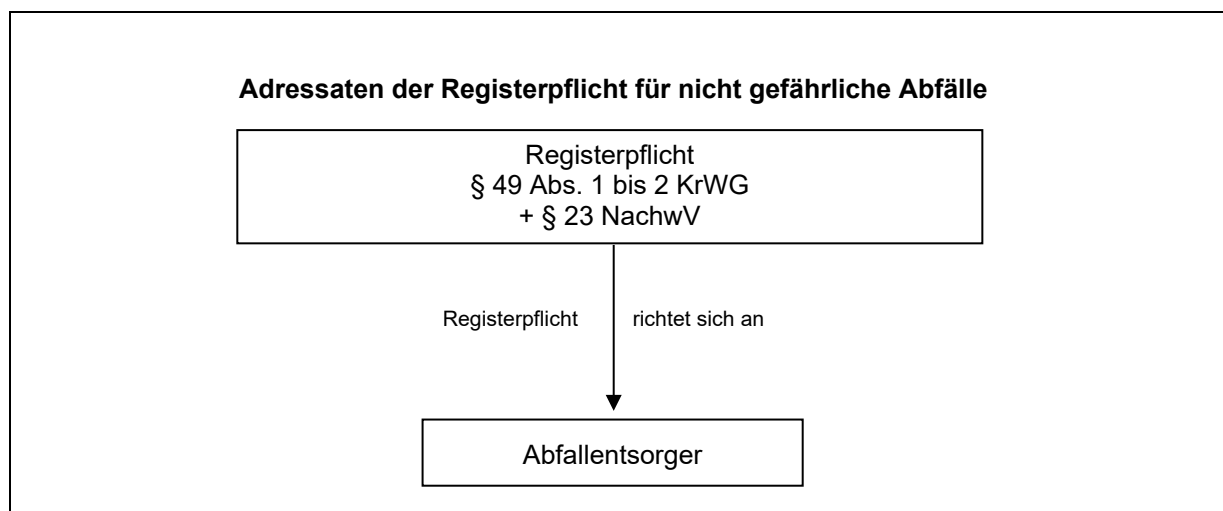 Adressaten der Registerpflicht für nicht gefährliche Abfälle
Registerpflicht
§ 49 Abs. 1 bis 2 KrWG
+ § 23 NachwV
Registerpflicht richtet sich an
Abfallentsorger